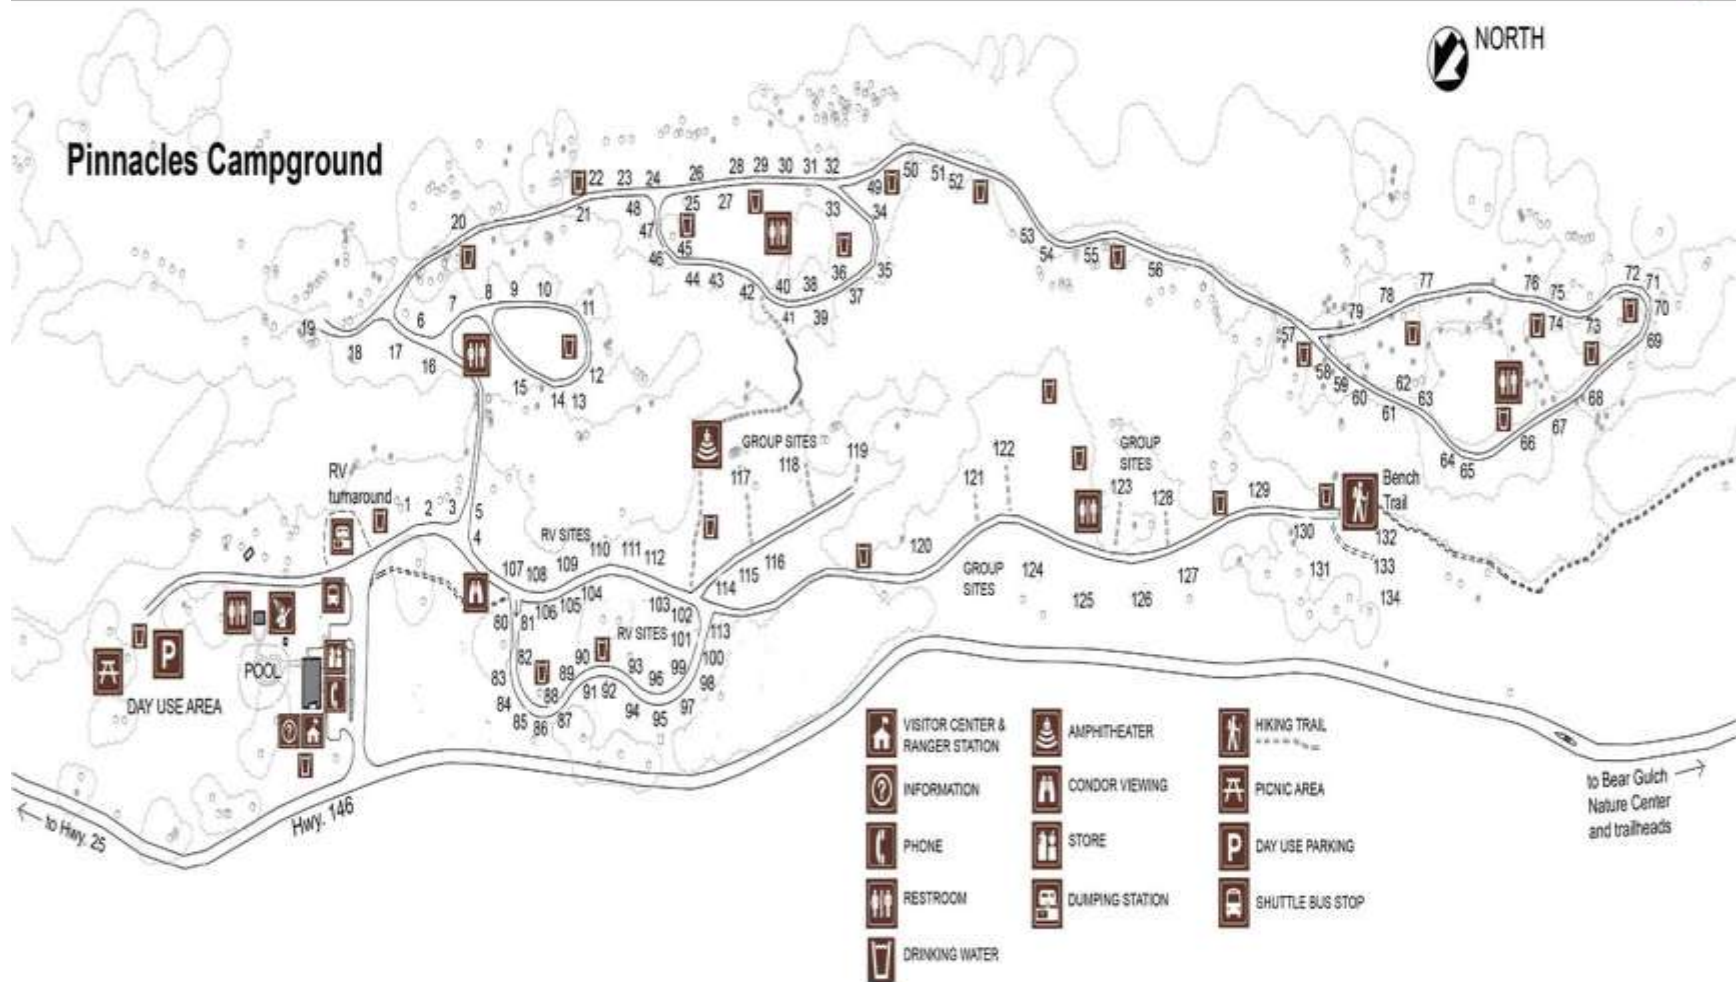 NORTH
Pinnacles Campground
22 23 24 26 28 29 30 31 32 50 51 52
49
20 21 48 25 27 33 34
47 45 46 44 43 42 40 38 36 35 37 41 39
53 54 55 56
72 71 70 69
77 76 75 74 73
78 79 57
7 8 9 10 11
6
19 18 17 16
15 14 13 12
58 59 60 61 62 63 68 67 66 64 65
GROUP SITES
117 118 119
121 122
GROUP
SITES
123 128 129
Bench
Trail
RV
turnaround
1 2 3 5 4
RV SITES
107 108 109 110 111 112
114 115 116
120
130 132
131 133
134
GROUP
SITES
124 125 126 127
80 81 106 105 104 103 102
RV SITES
101 113
82 83 84 85 86 87 88 89 90 91 92 93 94 95 96 97 98 99 100
POOL
P
DAY USE AREA
?
VISITOR CENTER &
RANGER STATION
AMPHITHEATER
HIKING TRAIL
?
INFORMATION
CONDOR VIEWING
PICNIC AREA
PHONE
STORE
P
DAY USE PARKING
RESTROOM
DUMPING STATION
SHUTTLE BUS STOP
DRINKING WATER
to Bear Gulch
Nature Center
and trailheads
Hwy. 146
to Hwy. 25